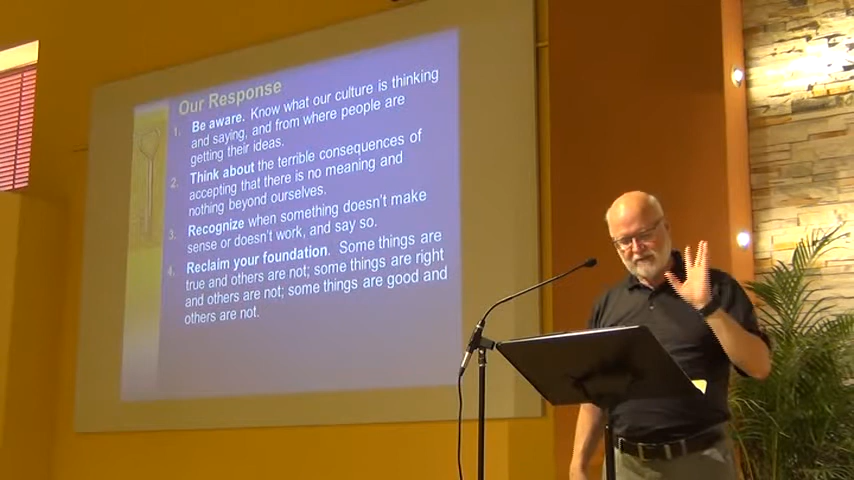 Our Response
1. Be aware. Know what our culture is thinking
and saying, and from where people are
getting their ideas.
2. Think about the terrible consequences of
accepting that there is no meaning and
nothing beyond ourselves.
3. Recognize when something doesn't make
sense or doesn't work, and say so.
4. Reclaim your foundation. Some things are
true and others are not; some things are right
and others are not; some things are good and
others are not.